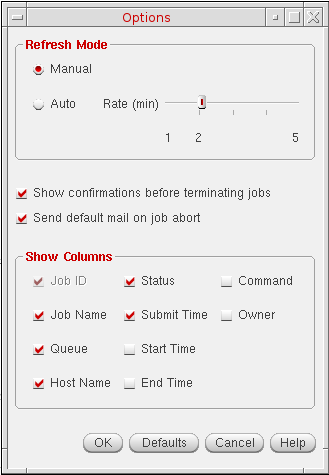 Options
Refresh Mode
Manual
Auto Rate (min)
1 2 5
Show confirmations before terminating jobs
Send default mail on job abort
Show Columns
Job ID Status Command
Job Name Submit Time Owner
Queue Start Time
Host Name End Time
OK Defaults Cancel Help